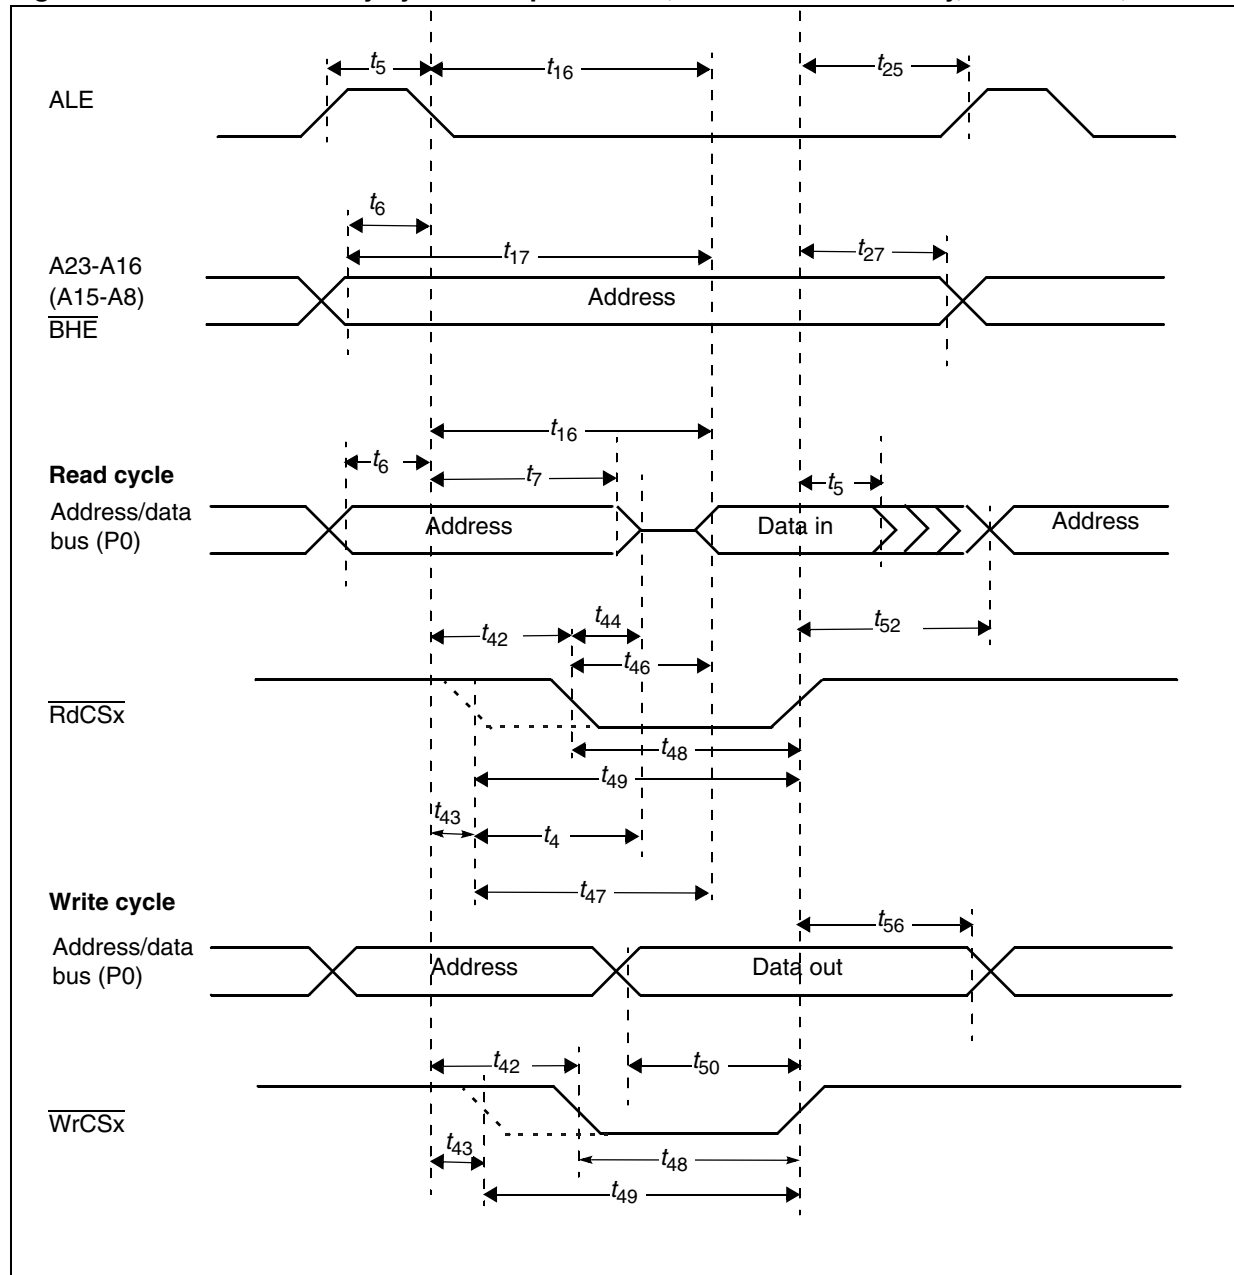 t5 t16 t25
ALE
t6
t17 t27
A23-A16
(A15-A8)
BHE
Address
t16
t6 t7 t5
Read cycle
Address/data
bus (P0)
Address Data in Address
t42 t44 t52
t46
RdCSx
t48
t49
t43 t4
t47
Write cycle
t56
Address/data
bus (P0)
Address Data out
t42 t50
WrCSx
t43 t48
t49